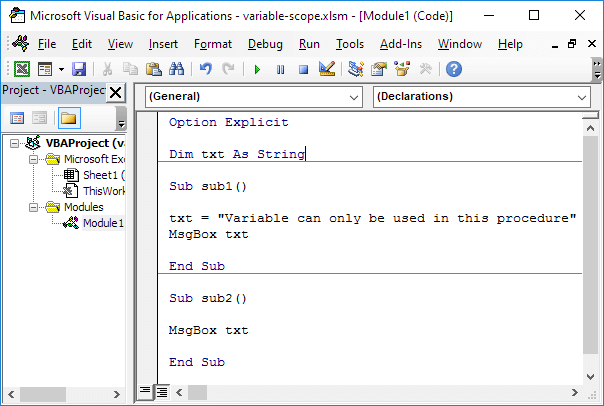 Microsoft Visual Basic for Applications - variable-scope.xlsm - [Module1 (Code)]
File Edit View Insert Format Debug Run Tools Add-Ins Window Help
Project - VBAProject
VBAProject (v
Microsoft Exc
Sheet1 (
ThisWork
Modules
Module1
(General) (Declarations)
Option Explicit
Dim txt As String
Sub sub1()
txt = "Variable can only be used in this procedure"
MsgBox txt
End Sub
Sub sub2()
MsgBox txt
End Sub